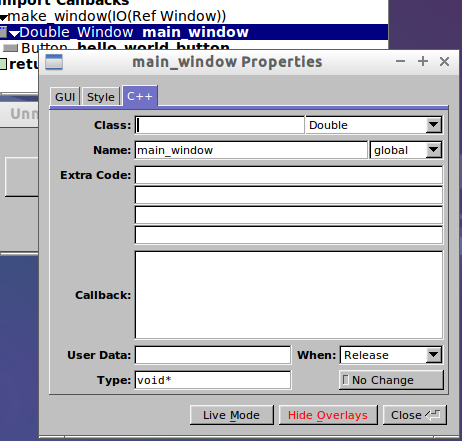 Import Callbacks
make_window(IO(Ref Window))
Double_Window main_window
Button hello_world_button
retu
main_window Properties
Unn
GUI Style C++
Class: Double
Name: main_window global
Extra Code:
Callback:
User Data: When: Release
Type: void* No Change
Live Mode Hide Overlays Close